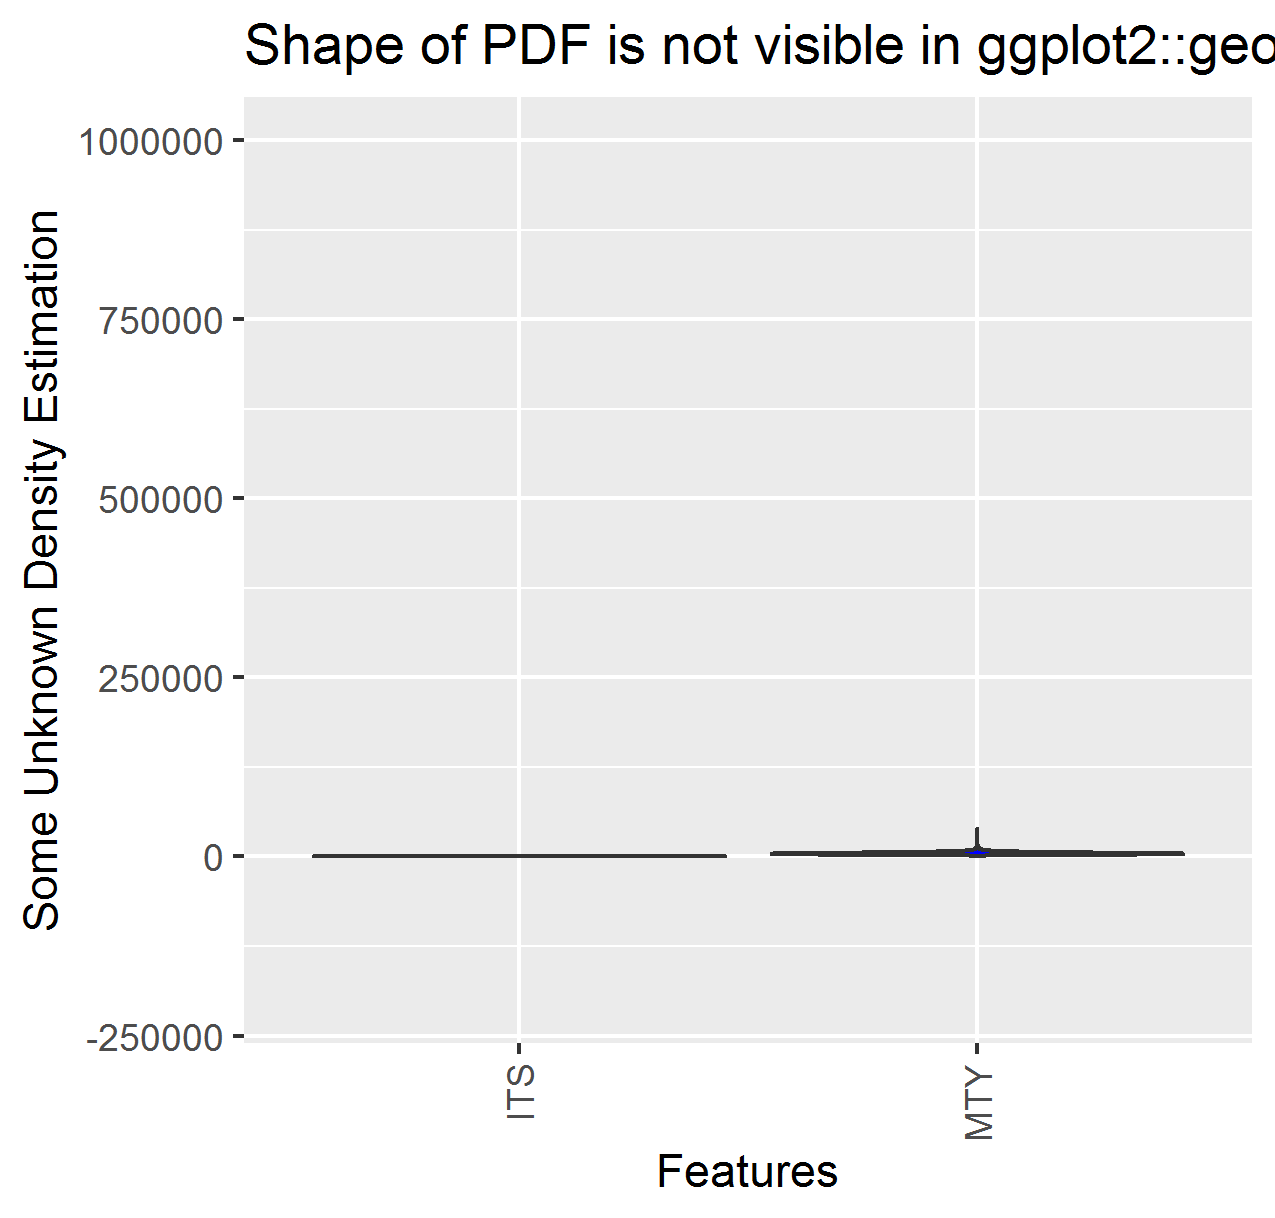 Shape of PDF is not visible in ggplot2::geo
1000000
750000
500000
250000
0
-250000
Some Unknown Density Estimation
ITS
MTY
Features